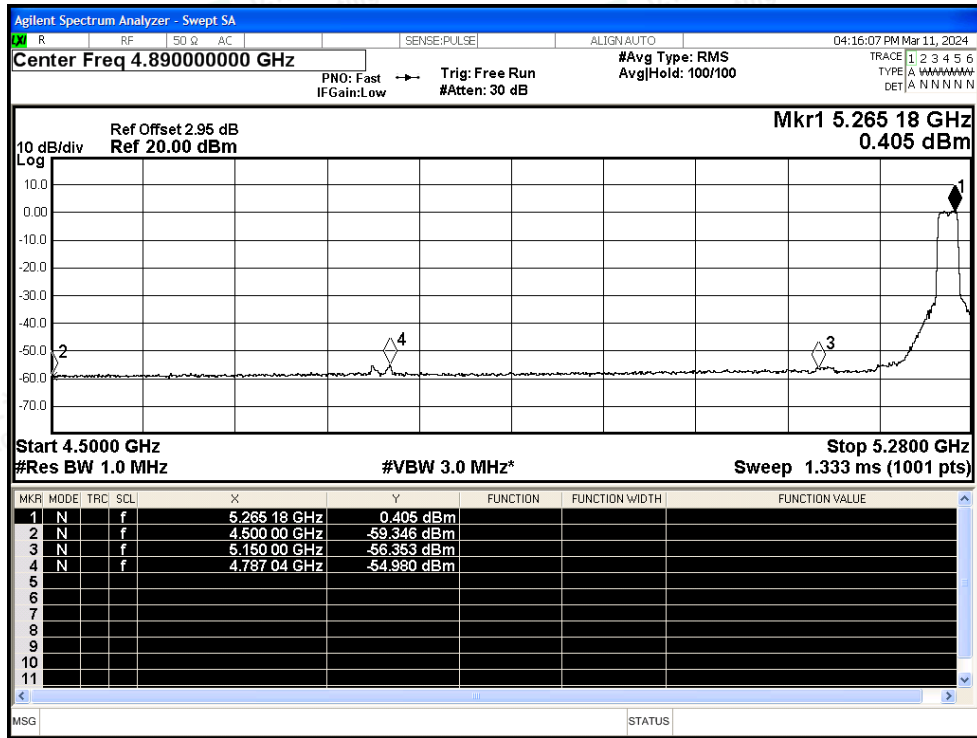 Agilent Spectrum Analyzer - Swept SA
LXI R RF 50 Ω AC SENSE:PULSE ALIGN AUTO 04:16:07 PM Mar 11, 2024
Center Freq 4.890000000 GHz
PNO: Fast Trig: Free Run #Avg Type: RMS TRACE 1 2 3 4 5 6
IFGain:Low #Atten: 30 dB Avg|Hold: 100/100 TYPE A WWWWW
DET A N N N N N
Ref Offset 2.95 dB Mkr1 5.265 18 GHz
10 dB/div Ref 20.00 dBm 0.405 dBm
Log
10.0
0.00
-10.0
-20.0
-30.0
-40.0
-50.0
-60.0
-70.0
1
2
4
3
Start 4.5000 GHz Stop 5.2800 GHz
#Res BW 1.0 MHz #VBW 3.0 MHz* Sweep 1.333 ms (1001 pts)
MKR MODE TRC SCL X Y FUNCTION FUNCTION WIDTH FUNCTION VALUE
1 N f 5.265 18 GHz 0.405 dBm
2 N f 4.500 00 GHz -59.346 dBm
3 N f 5.150 00 GHz -56.353 dBm
4 N f 4.787 04 GHz -54.980 dBm
5
6
7
8
9
10
11
MSG STATUS